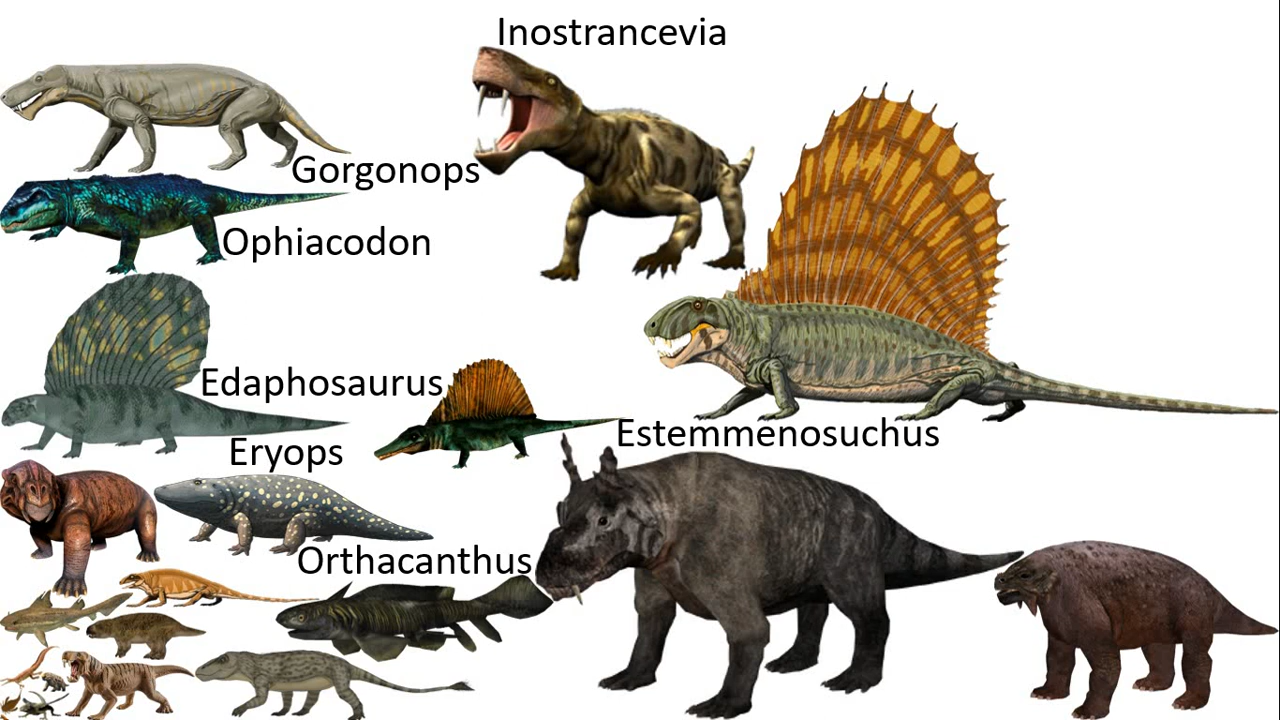 Inostrancevia
Gorgonops
Ophiacodon
Edaphosaurus
Estemmenosuchus
Eryops
Orthacanthus